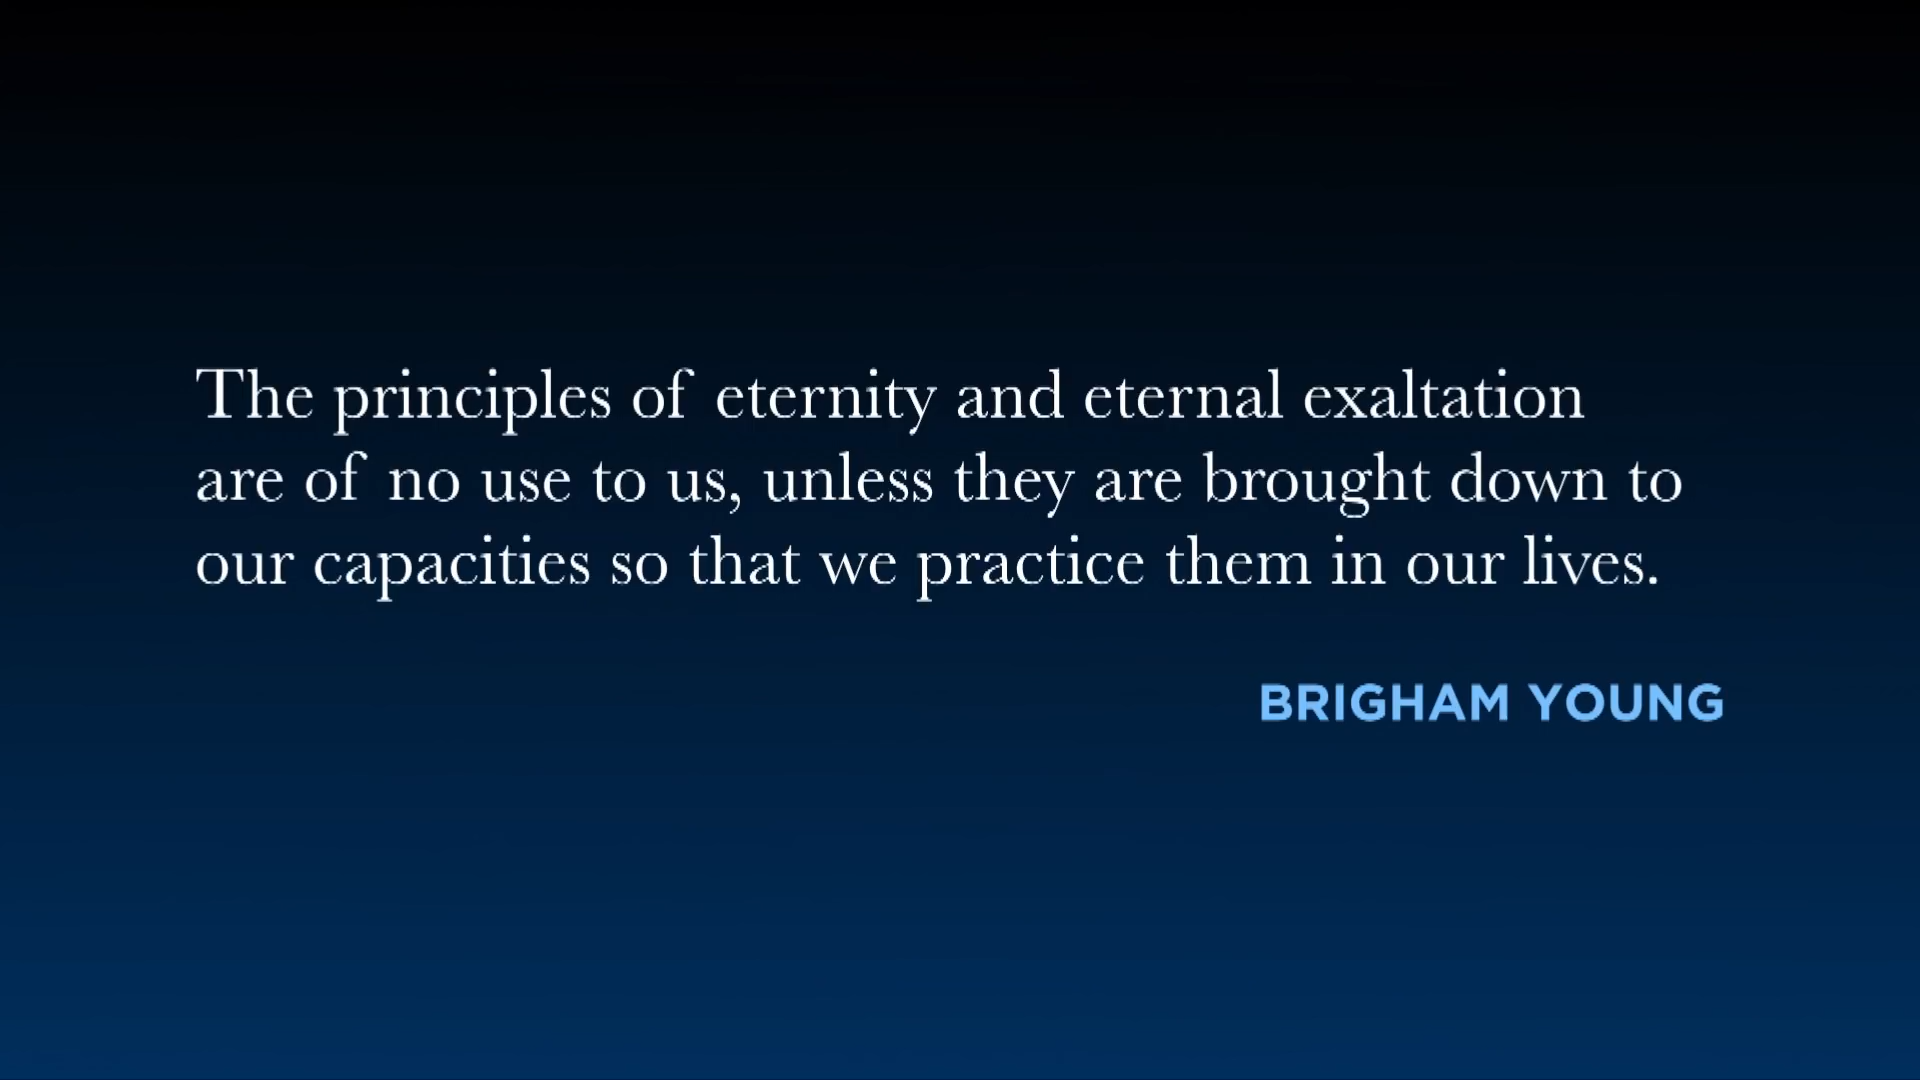 The principles of eternity and eternal exaltation
are of no use to us, unless they are brought down to
our capacities so that we practice them in our lives.
BRIGHAM YOUNG